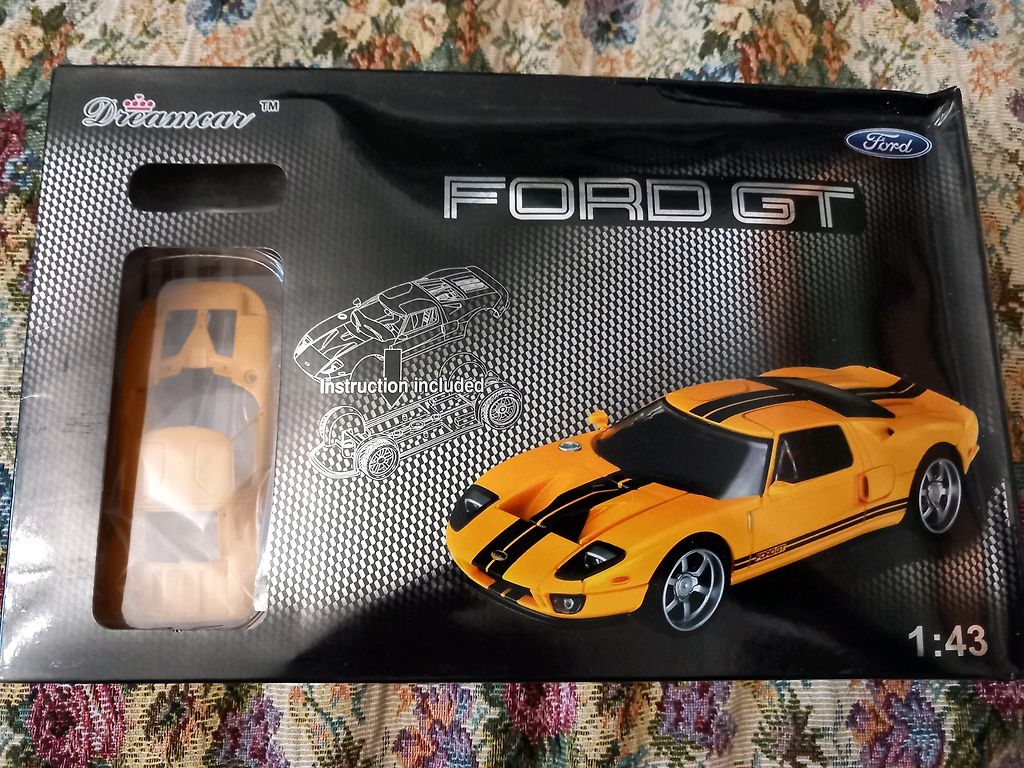 Dreamcar™
Ford
FORD GT
Instruction included
FORD GT
1:43